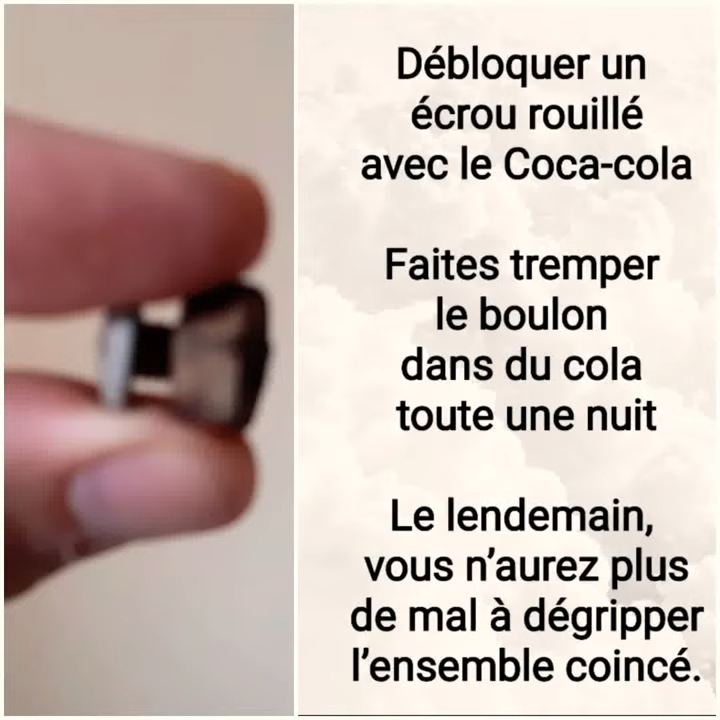 Débloquer un
écrou rouillé
avec le Coca-cola
Faites tremper
le boulon
dans du cola
toute une nuit
Le lendemain,
vous n’aurez plus
de mal à dégripper
l’ensemble coincé.